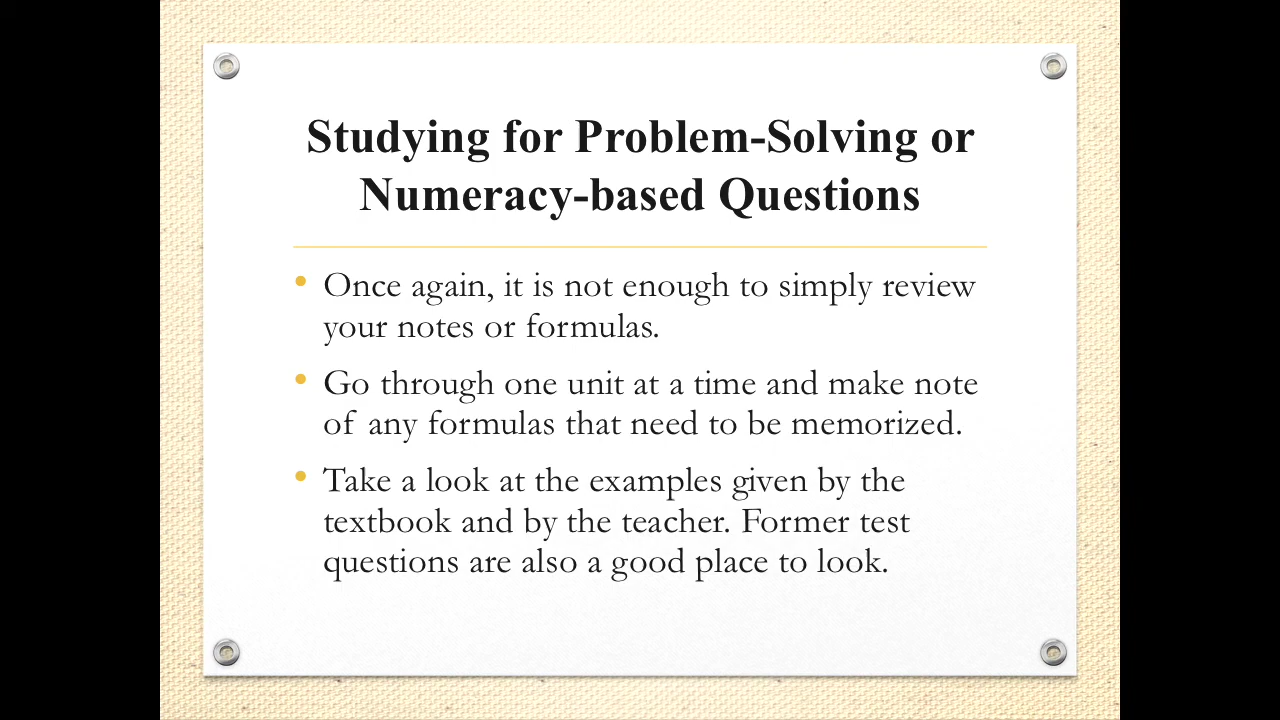 Studying for Problem-Solving or
Numeracy-based Questions
• Once again, it is not enough to simply review
your notes or formulas.
• Go through one unit at a time and make note
of any formulas that need to be memorized.
• Take a look at the examples given by the
textbook and by the teacher. Former test
questions are also a good place to look.